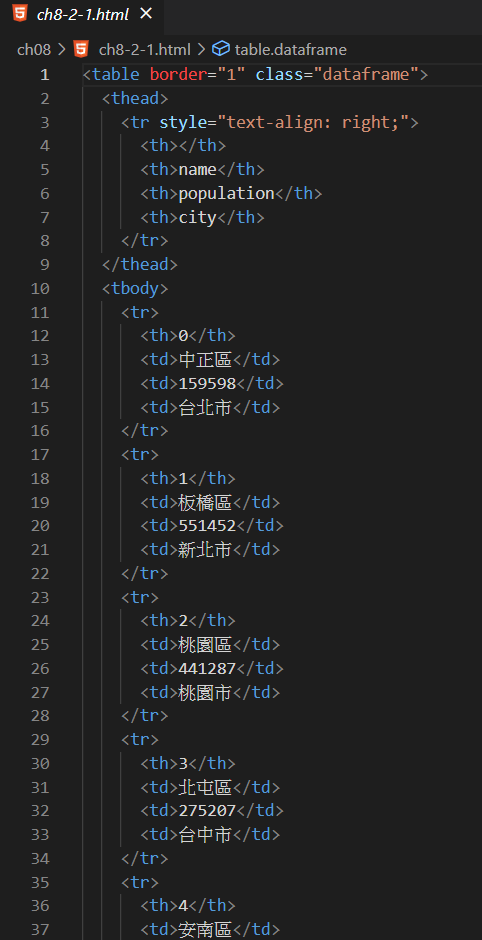 ch8-2-1.html ×
ch08 > ch8-2-1.html > table.dataframe
1 <table border="1" class="dataframe">
2 <thead>
3 <tr style="text-align: right;">
4 <th></th>
5 <th>name</th>
6 <th>population</th>
7 <th>city</th>
8 </tr>
9 </thead>
10 <tbody>
11 <tr>
12 <th>0</th>
13 <td>中正區</td>
14 <td>159598</td>
15 <td>台北市</td>
16 </tr>
17 <tr>
18 <th>1</th>
19 <td>板橋區</td>
20 <td>551452</td>
21 <td>新北市</td>
22 </tr>
23 <tr>
24 <th>2</th>
25 <td>桃園區</td>
26 <td>441287</td>
27 <td>桃園市</td>
28 </tr>
29 <tr>
30 <th>3</th>
31 <td>北屯區</td>
32 <td>275207</td>
33 <td>台中市</td>
34 </tr>
35 <tr>
36 <th>4</th>
37 <td>安南區</td>